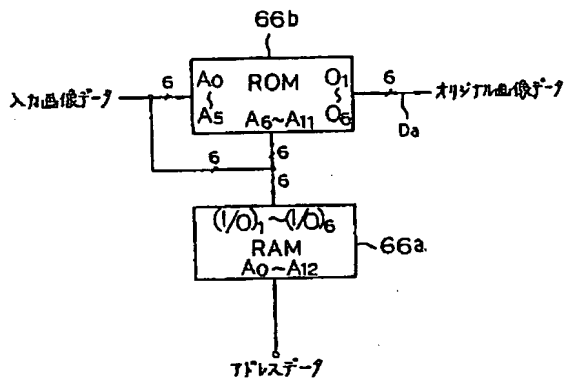 66b
入力画像データ
6
A0 ROM O1
~ ~
A5 A6~A11 O6
6
オリジナル画像データ
Da
6
6
6
(I/O)1~(I/O)6
RAM
A0~A12
66a
アドレスデータ